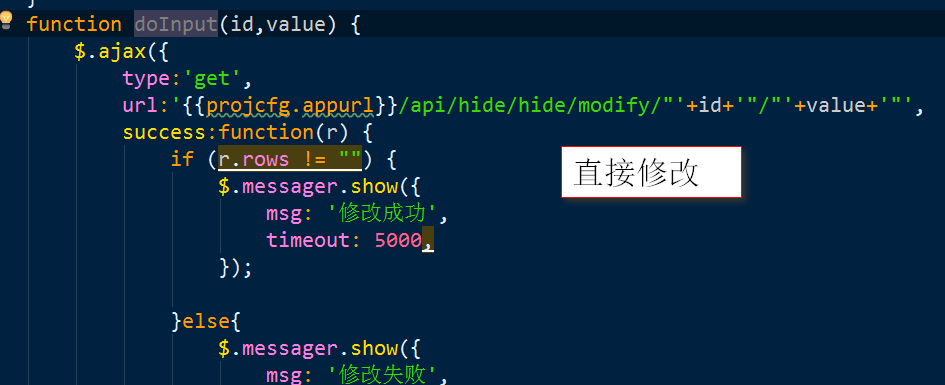 function doInput(id,value) {
$.ajax({
type:'get',
url:'{{projcfg.appurl}}/api/hide/hide/modify/"'+id+'"/"'+value+'"',
success:function(r) {
if (r.rows != "") {
直接修改
$.messager.show({
msg: '修改成功',
timeout: 5000,
});
}else{
$.messager.show({
msg: '修改失败',